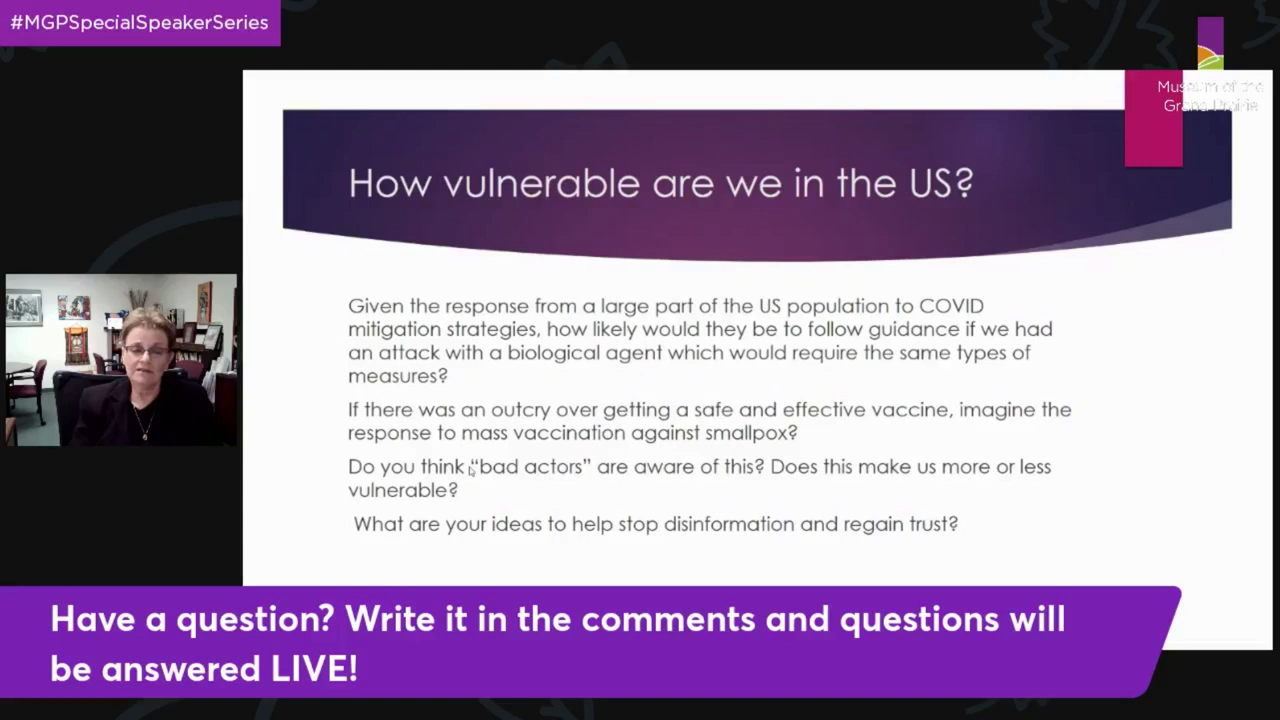 #MGPSpecialSpeakerSeries
Museum of the
Grand Prairie
How vulnerable are we in the US?
Given the response from a large part of the US population to COVID
mitigation strategies, how likely would they be to follow guidance if we had
an attack with a biological agent which would require the same types of
measures?
If there was an outcry over getting a safe and effective vaccine, imagine the
response to mass vaccination against smallpox?
Do you think “bad actors” are aware of this? Does this make us more or less
vulnerable?
What are your ideas to help stop disinformation and regain trust?
Have a question? Write it in the comments and questions will
be answered LIVE!